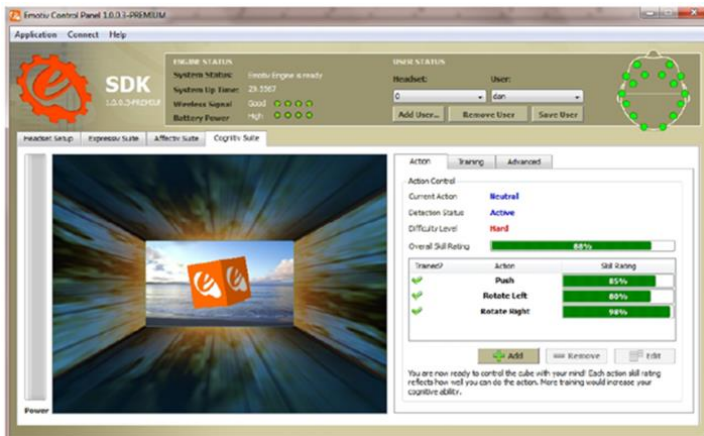 Emotiv Control Panel 1.0.0.3-PREMIUM
Application Connect Help
ENGINE STATUS
System Status: Emotiv Engine is ready
System Up Time:
Wireless Signal Good
Battery Power High
USER STATUS
Headset: User:
0 dan
Add User... Remove User Save User
SDK
1.0.0.3-PREMIUM
Headset Setup Expressiv Suite Affectiv Suite Cognitiv Suite
Power
Action Training Advanced
Action Control
Current Action Neutral
Detection Status Active
Difficulty Level Hard
Overall Skill Rating 88%
Trained? Action Skill Rating
Push 85%
Rotate Left 80%
Rotate Right 98%
Add Remove Edit
You are now ready to control the cube with your mind! Each action skill rating
reflects how well you can do the action. More training would increase your
cognitive ability.